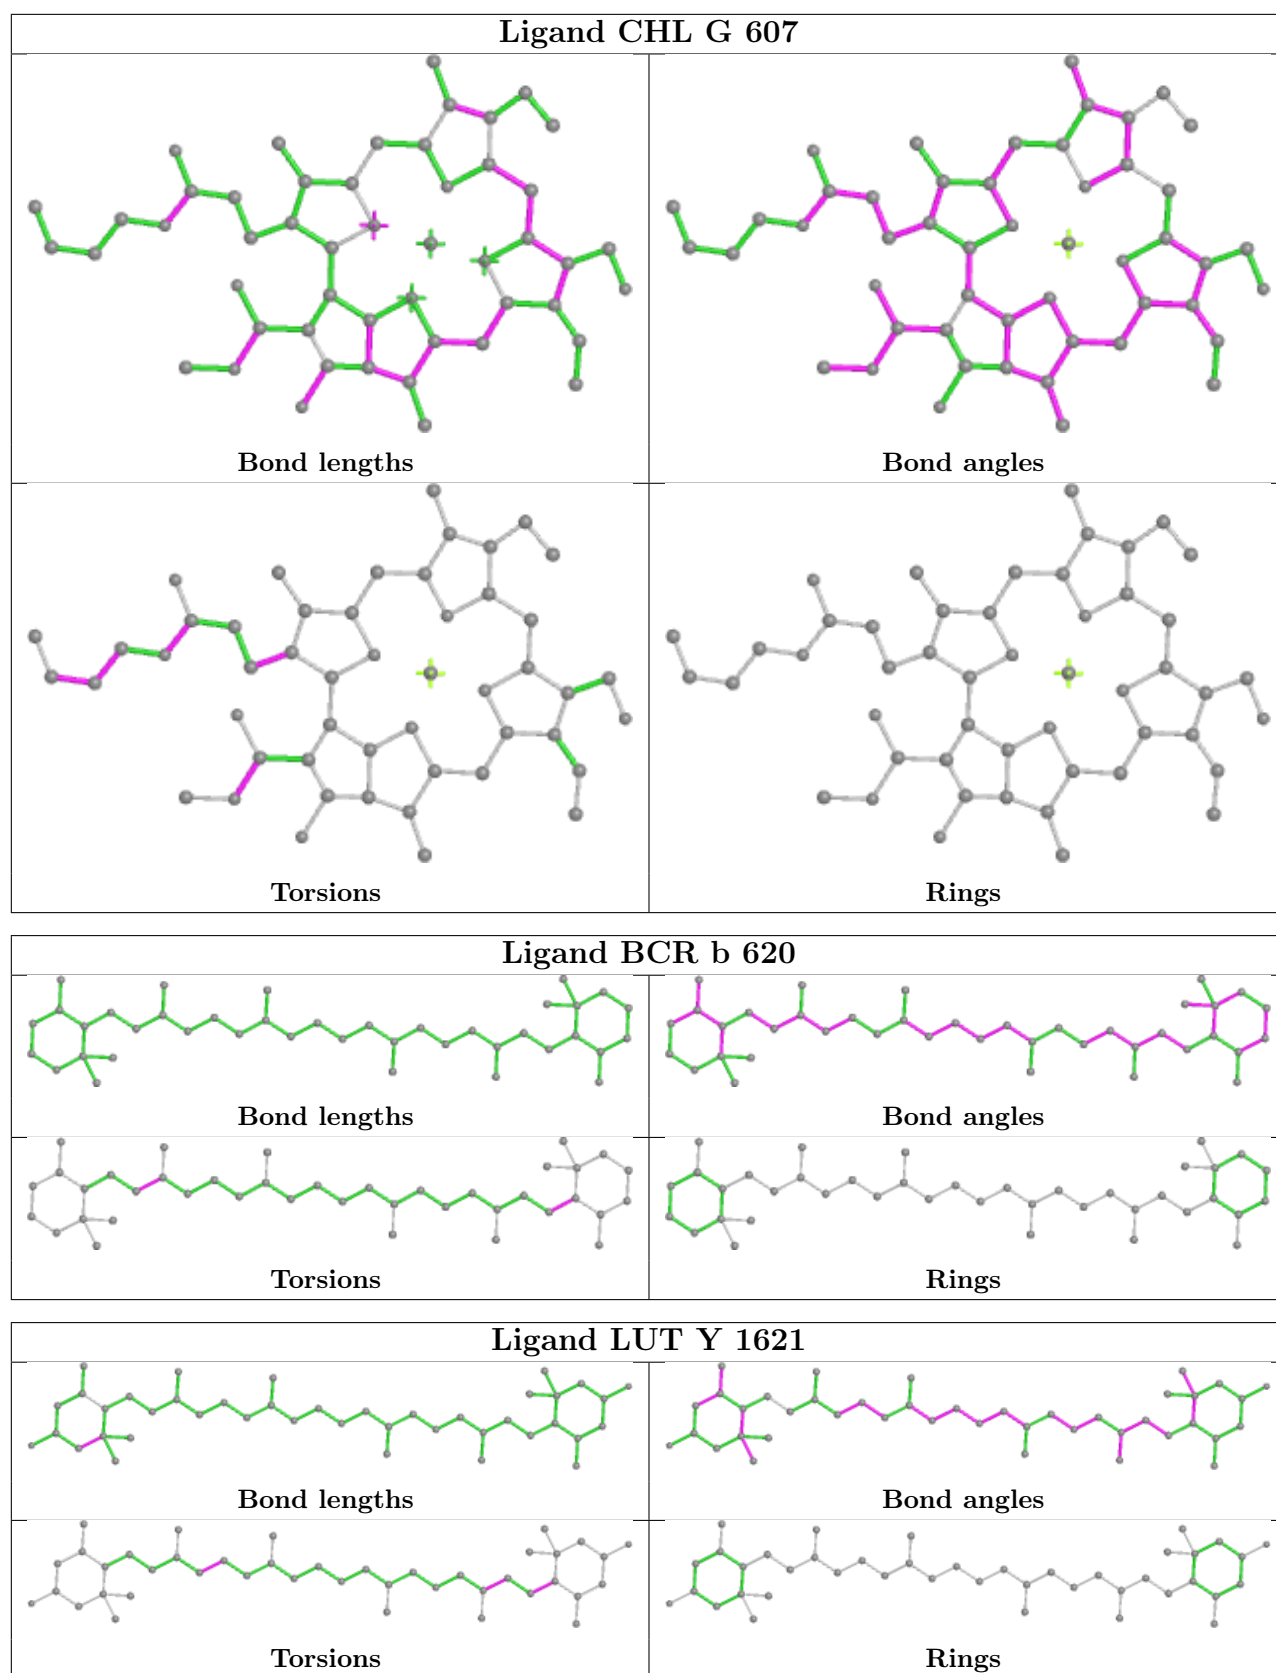 Ligand CHL G 607
Bond lengths
Bond angles
Torsions
Rings
Ligand BCR b 620
Bond lengths
Bond angles
Torsions
Rings
Ligand LUT Y 1621
Bond lengths
Bond angles
Torsions
Rings